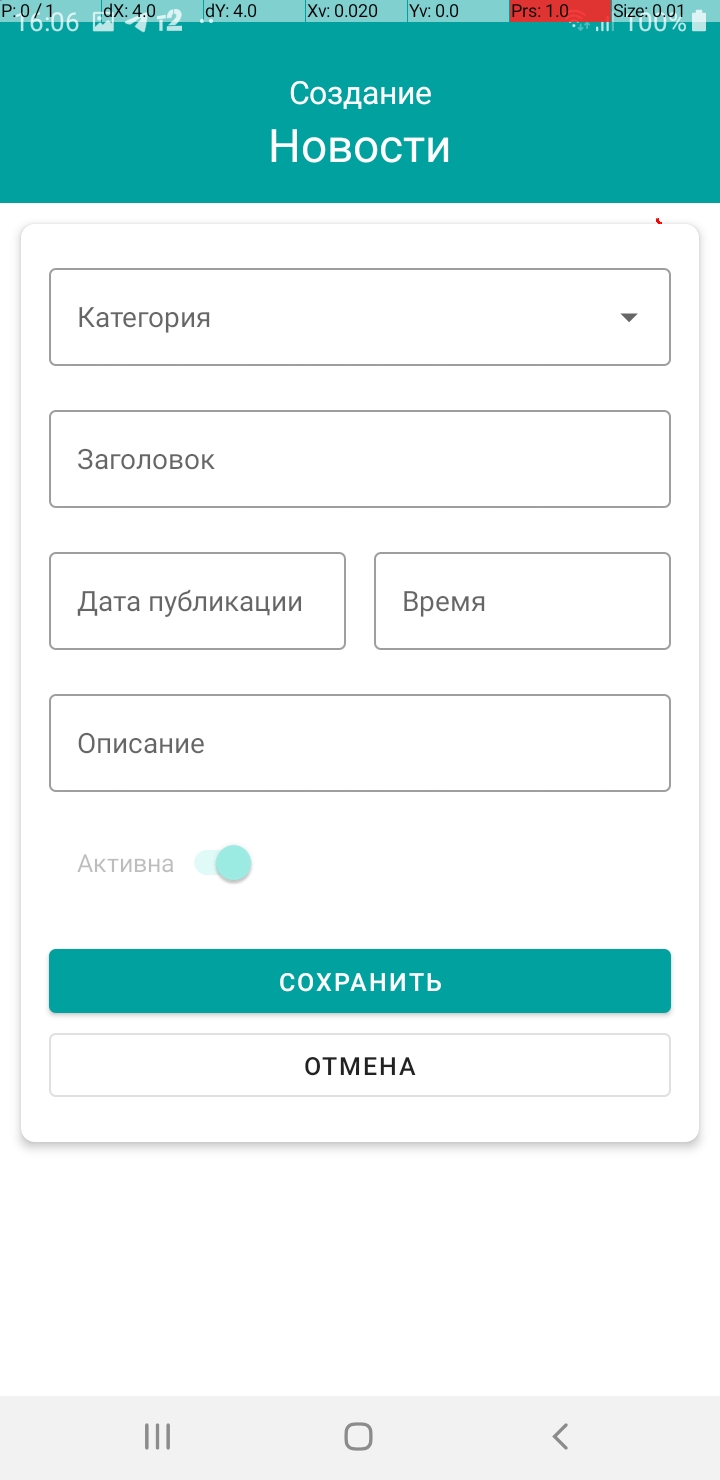 P: 0 / 1 dX: 4.0 dY: 4.0 Xv: 0.020 Yv: 0.0 Prs: 1.0 Size: 0.01
16:06 T2 100%
Создание
Новости
Категория
Заголовок
Дата публикации Время
Описание
Активна
СОХРАНИТЬ
ОТМЕНА